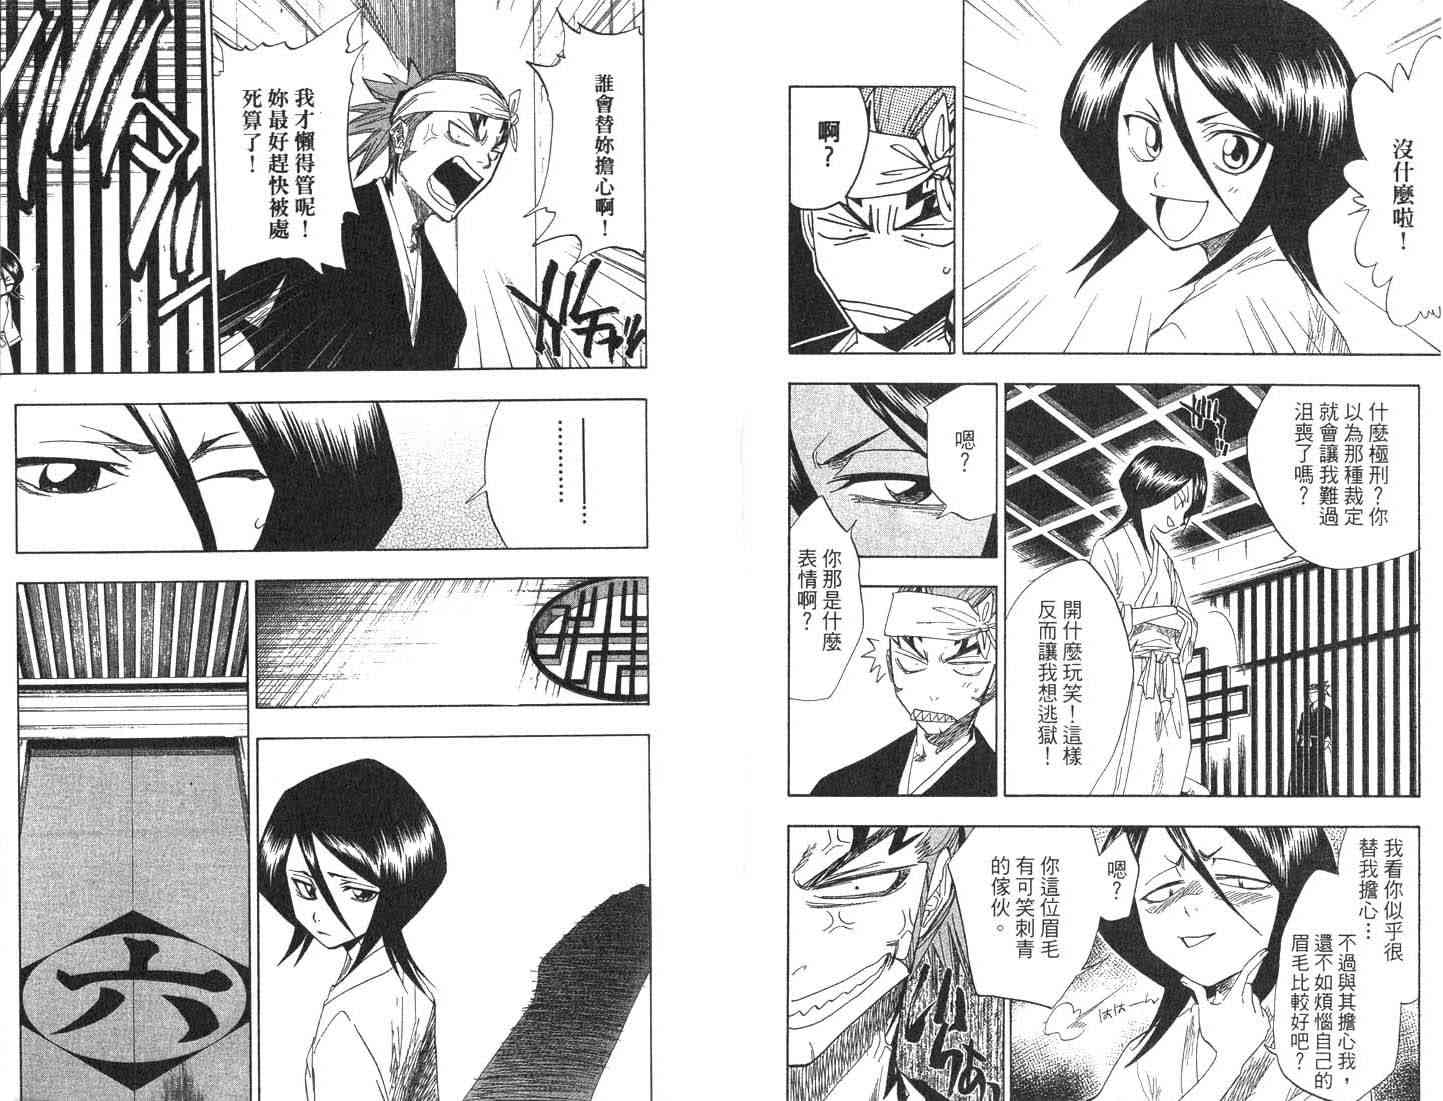 沒什麼啦！
啊？
什麼極刑？你
以為那種裁定
就會讓我難過
沮喪了嗎？
開什麼玩笑！這樣
反而讓我想逃獄！
嗯？
你那是什麼
表情啊？
我看你似乎很
替我擔心…
不過與其擔心我，
還不如煩惱自己的
眉毛比較好吧？
嗯？
你這位眉毛
有可笑刺青
的傢伙。
誰會替妳擔心啊！
我才懶得管呢！
妳最好趕快被處
死算了！
…………
六